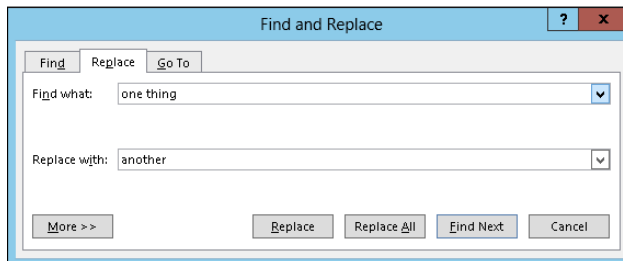 Find and Replace ? x
Find Replace Go To
Find what: one thing
Replace with: another
More >> Replace Replace All Find Next Cancel